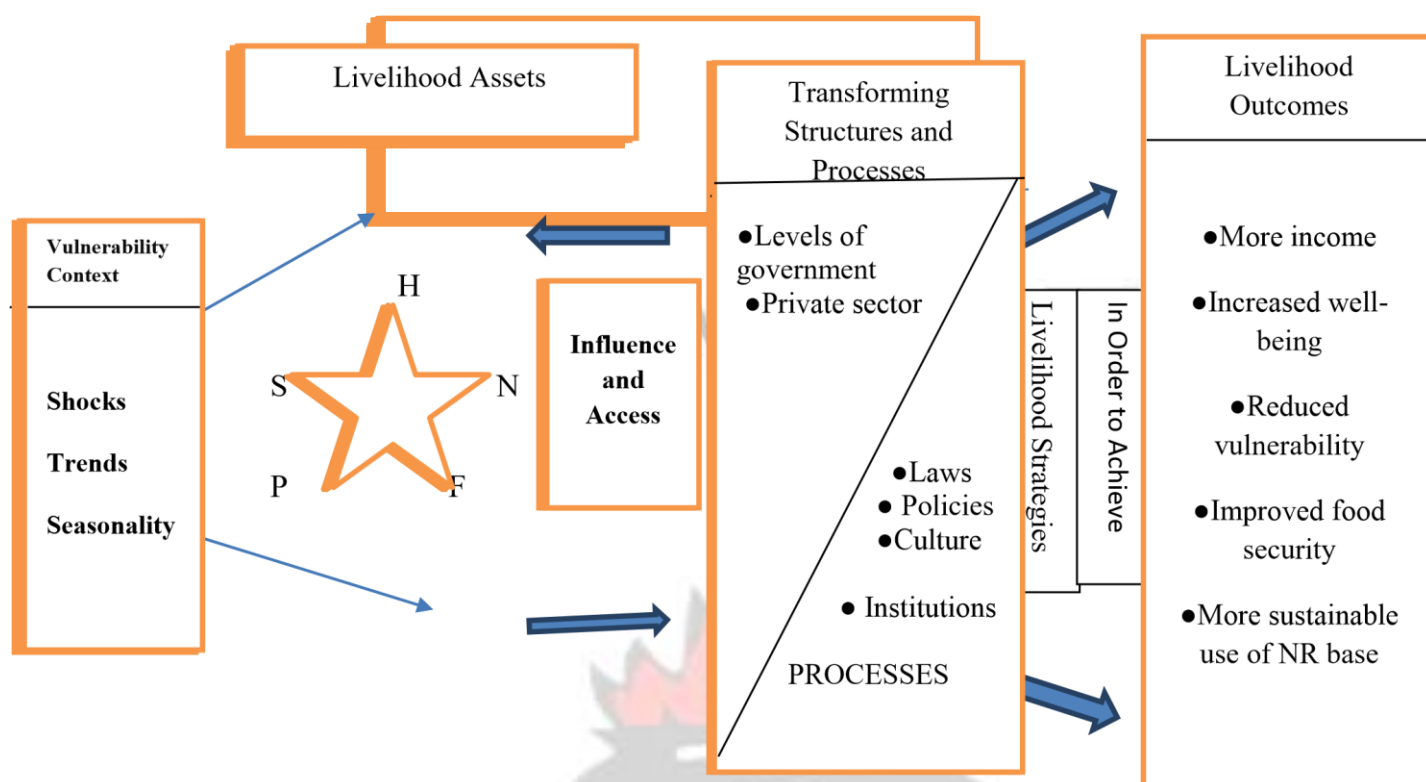 Livelihood Assets
Transforming
Structures and
Processes
Livelihood
Outcomes
Vulnerability
Context
Shocks
Trends
Seasonality
H
S
N
P
F
Influence
and
Access
●Levels of
government
●Private sector
●Laws
● Policies
●Culture
● Institutions
PROCESSES
Livelihood Strategies
In Order to Achieve
●More income
●Increased well-
being
●Reduced
vulnerability
●Improved food
security
●More sustainable
use of NR base